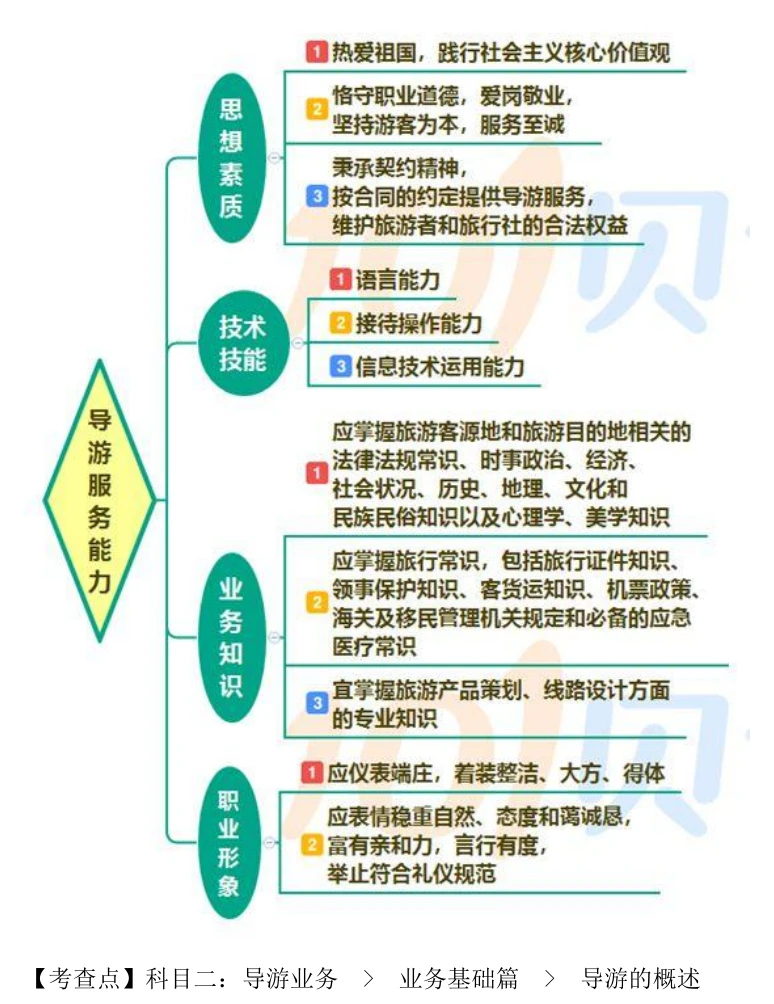 导游服务能力
思想素质
1 热爱祖国，践行社会主义核心价值观
2 恪守职业道德，爱岗敬业，
坚持游客为本，服务至诚
3 秉承契约精神，
按合同的约定提供导游服务，
维护旅游者和旅行社的合法权益
技术
技能
1 语言能力
2 接待操作能力
3 信息技术运用能力
业务知识
1 应掌握旅游客源地和旅游目的地相关的
法律法规常识、时事政治、经济、
社会状况、历史、地理、文化和
民族民俗知识以及心理学、美学知识
2 应掌握旅行常识，包括旅行证件知识、
领事保护知识、客货运知识、机票政策、
海关及移民管理机关规定和必备的应急
医疗常识
3 宜掌握旅游产品策划、线路设计方面
的专业知识
职业形象
1 应仪表端庄，着装整洁、大方、得体
2 应表情稳重自然、态度和蔼诚恳，
富有亲和力，言行有度，
举止符合礼仪规范
101贝
101贝
【考查点】科目二：导游业务 > 业务基础篇 > 导游的概述